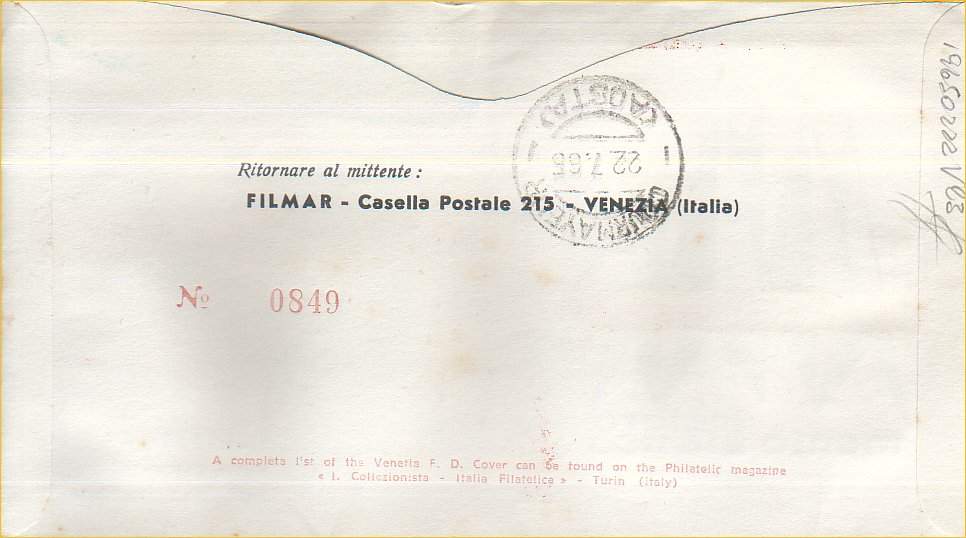 (AOSTA)
22.7.65
COURMAYEUR
Ritornare al mittente :
FILMAR - Casella Postale 215 - VENEZIA (Italia)
Nº 0849
A complete list of the Venetia F. D. Cover can be found on the Philatelic magazine
« Il Collezionista - Italia Filatelica » - Turin (Italy)